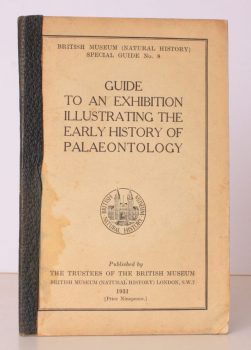 BRITISH MUSEUM (NATURAL HISTORY)
SPECIAL GUIDE No. 8
GUIDE
TO AN EXHIBITION
ILLUSTRATING THE
EARLY HISTORY OF
PALAEONTOLOGY
BRITISH MUSEUM
NATURAL HISTORY
Published by
THE TRUSTEES OF THE BRITISH MUSEUM
BRITISH MUSEUM (NATURAL HISTORY) LONDON, S.W.7
1931
[Price Ninepence.]